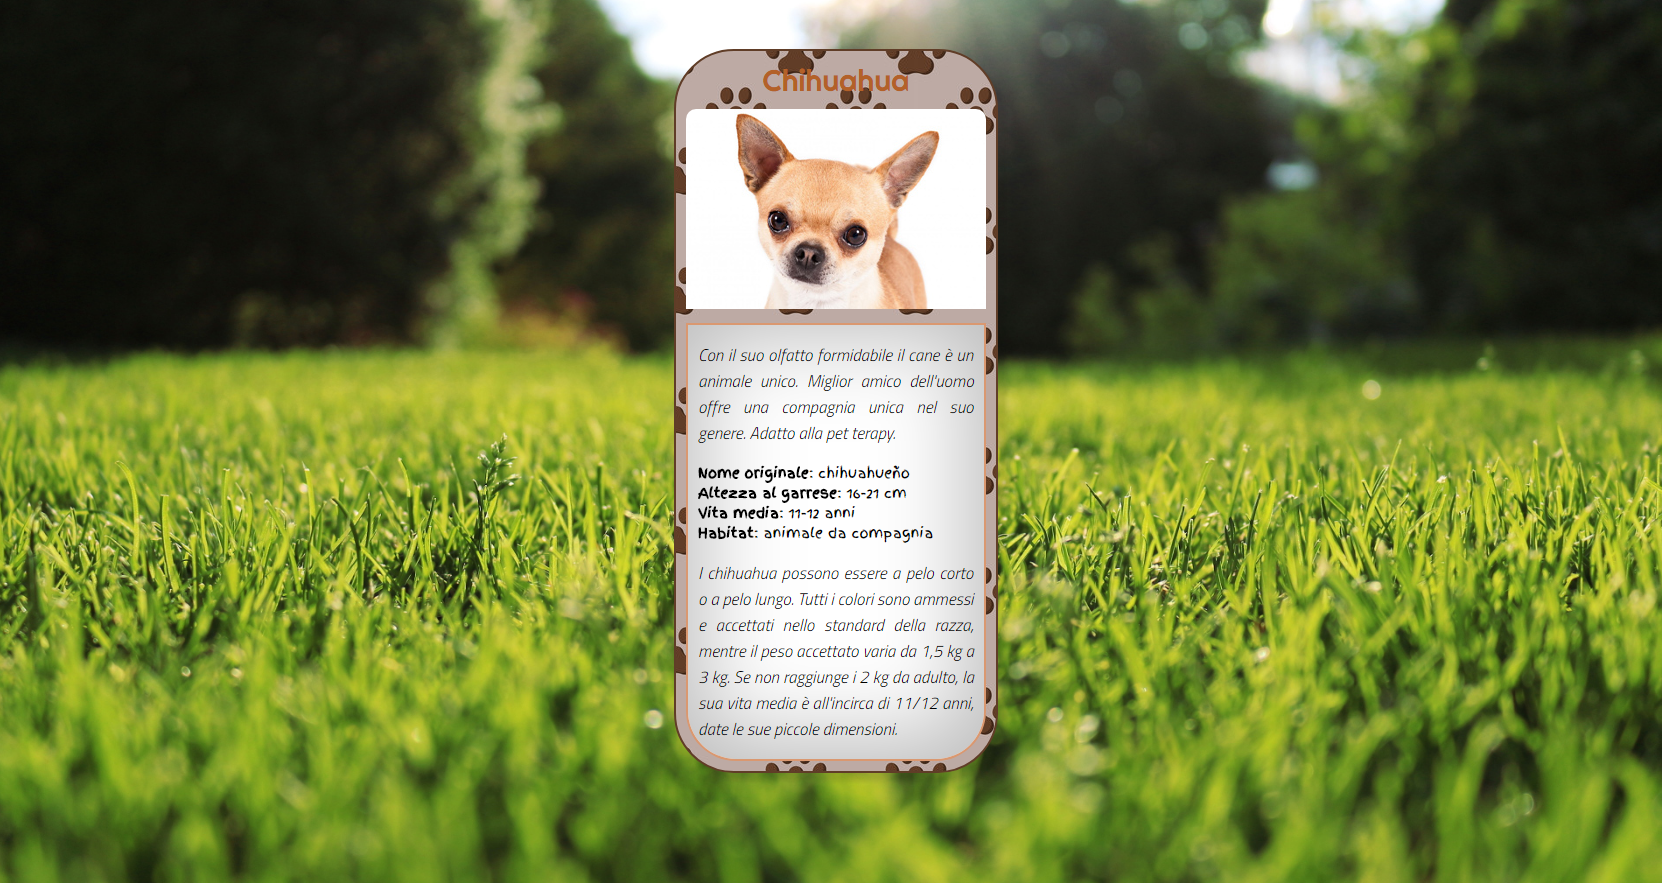 Chihuahua
Con il suo olfatto formidabile il cane è un
animale unico. Miglior amico dell'uomo
offre una compagnia unica nel suo
genere. Adatto alla pet terapy.
Nome originale: chihuahueño
Altezza al garrese: 16-21 cm
Vita media: 11-12 anni
Habitat: animale da compagnia
I chihuahua possono essere a pelo corto
o a pelo lungo. Tutti i colori sono ammessi
e accettati nello standard della razza,
mentre il peso accettato varia da 1,5 kg a
3 kg. Se non raggiunge i 2 kg da adulto, la
sua vita media è all'incirca di 11/12 anni,
date le sue piccole dimensioni.